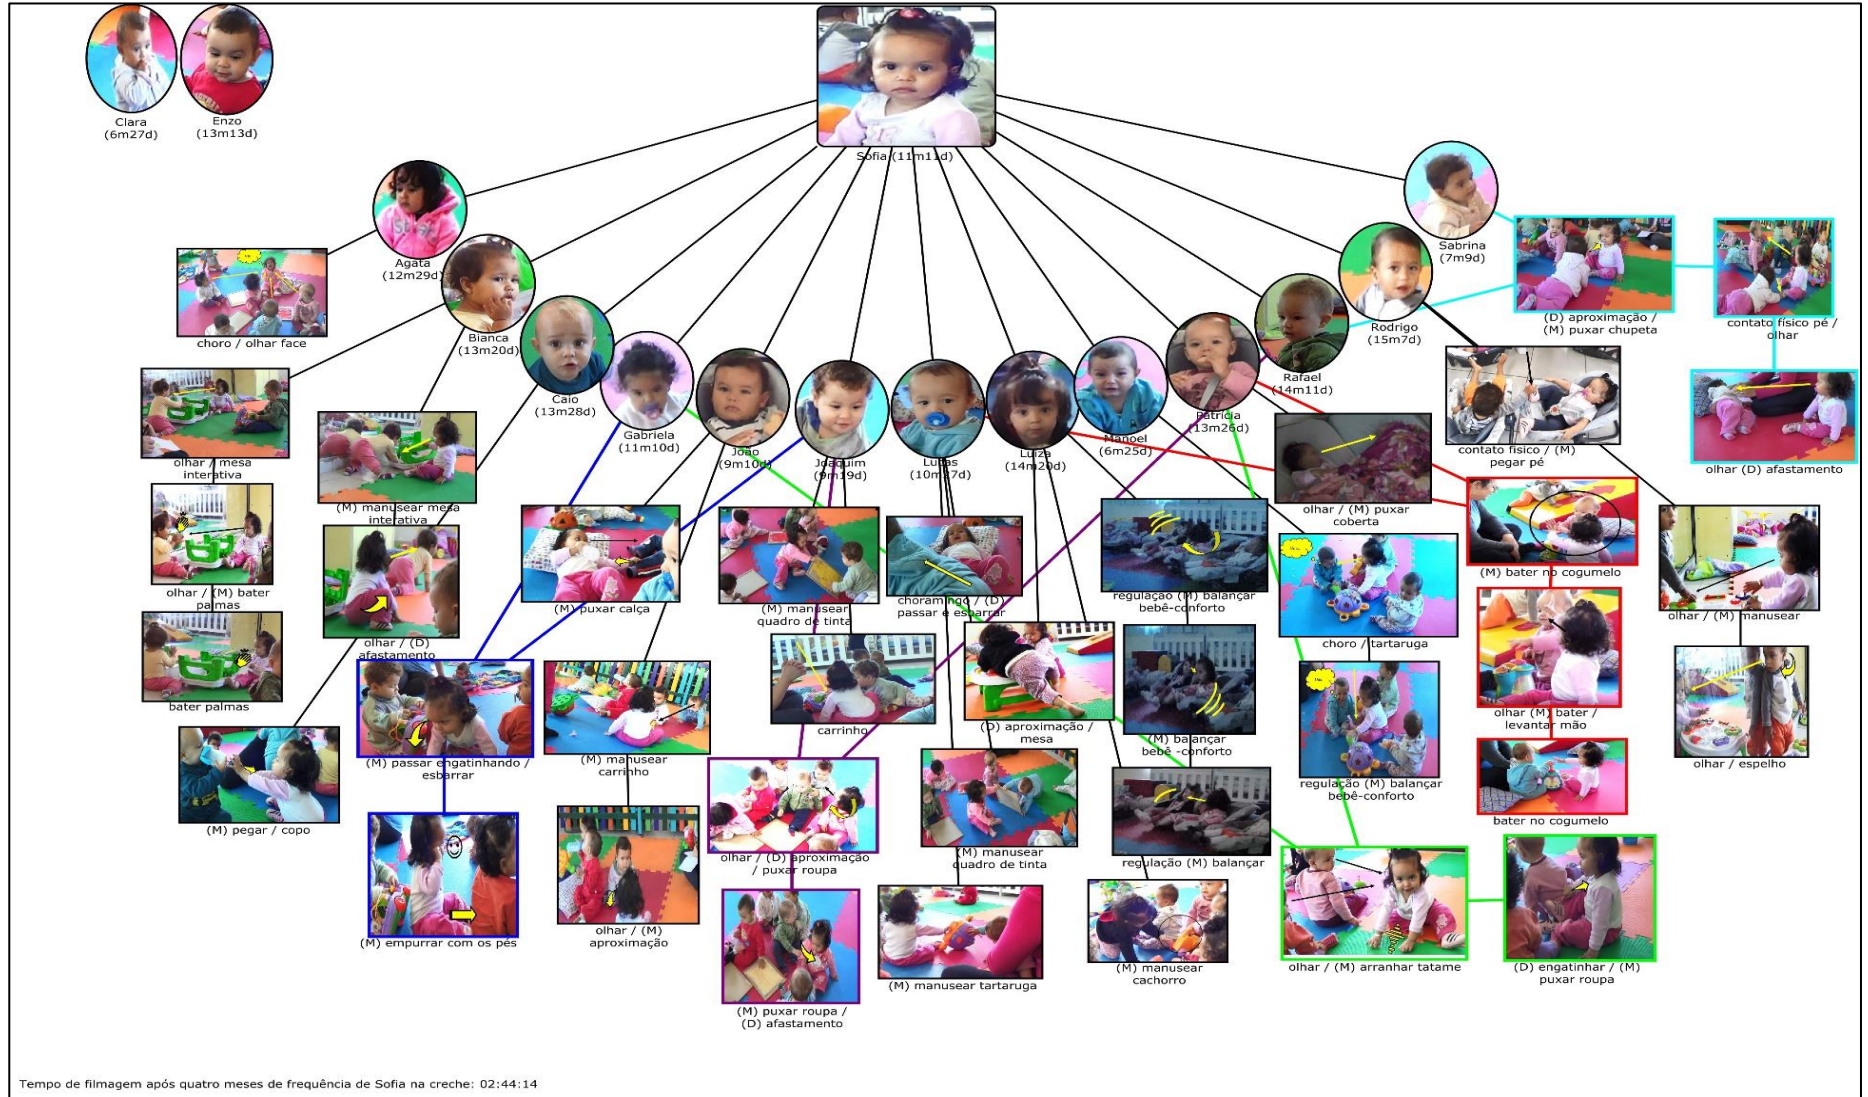 Clara
(6m27d)
Enzo
(13m13d)
Sofia (11m11d)
Agata
(12m29d)
Bianca
(13m20d)
Caio
(13m28d)
Gabriela
(11m10d)
João
(9m10d)
Joaquim
(9m19d)
Lucas
(10m27d)
Luiza
(14m20d)
Manoel
(6m25d)
Patrícia
(13m26d)
Rafael
(14m11d)
Rodrigo
(15m7d)
Sabrina
(7m9d)
choro / olhar face
olhar / mesa
interativa
olhar / (M) bater
palmas
bater palmas
(M) manusear mesa
interativa
olhar / (D)
afastamento
(M) pegar / copo
(M) passar engatinhando /
esbarrar
(M) empurrar com os pés
(M) puxar calça
(M) manusear
carrinho
olhar / (M)
aproximação
(M) manusear
quadro de tinta
carrinho
olhar / (D) aproximação
/ puxar roupa
(M) puxar roupa /
(D) afastamento
choramingo / (D)
passar e esbarrar
(D) aproximação /
mesa
(M) manusear
quadro de tinta
(M) manusear tartaruga
regulação (M) balançar
bebê-conforto
(M) balançar
bebê -conforto
regulação (M) balançar
(M) manusear
cachorro
olhar / (M) puxar
coberta
choro / tartaruga
regulação (M) balançar
bebê-conforto
olhar / (M) arranhar tatame
(D) engatinhar / (M)
puxar roupa
contato físico / (M)
pegar pé
(M) bater no cogumelo
olhar (M) bater /
levantar mão
bater no cogumelo
(D) aproximação /
(M) puxar chupeta
contato físico pé /
olhar
olhar (D) afastamento
olhar / (M) manusear
olhar / espelho
Tempo de filmagem após quatro meses de frequência de Sofia na creche: 02:44:14